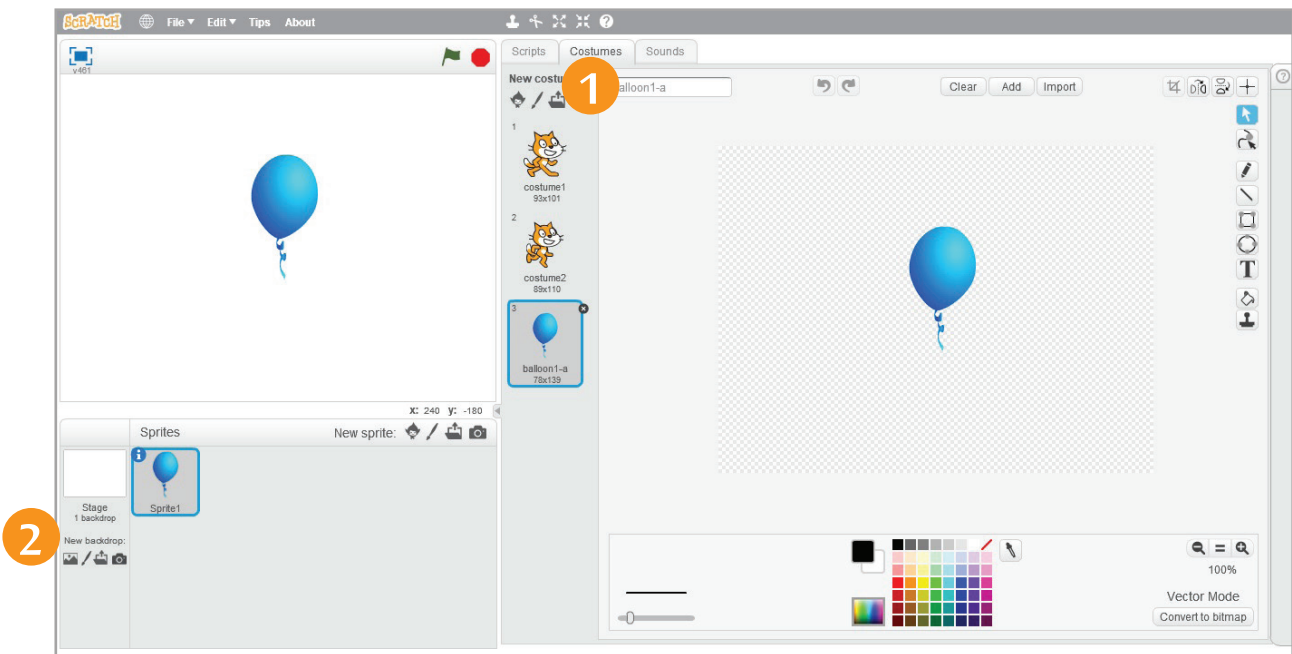 SCRATCH File Edit Tips About
v461
Scripts Costumes Sounds
New costu
1
alloon1-a
Clear Add Import
1
costume1
93x101
2
costume2
89x110
3
balloon1-a
78x139
X: 240 y: -180
Sprites New sprite:
Stage
1 backdrop
Sprite1
2
New backdrop:
T
100%
Vector Mode
Convert to bitmap